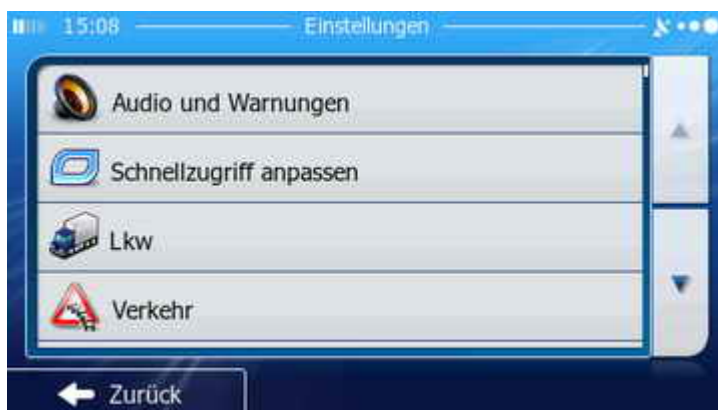 15:08 Einstellungen
Audio und Warnungen
Schnellzugriff anpassen
Lkw
Verkehr
Zurück